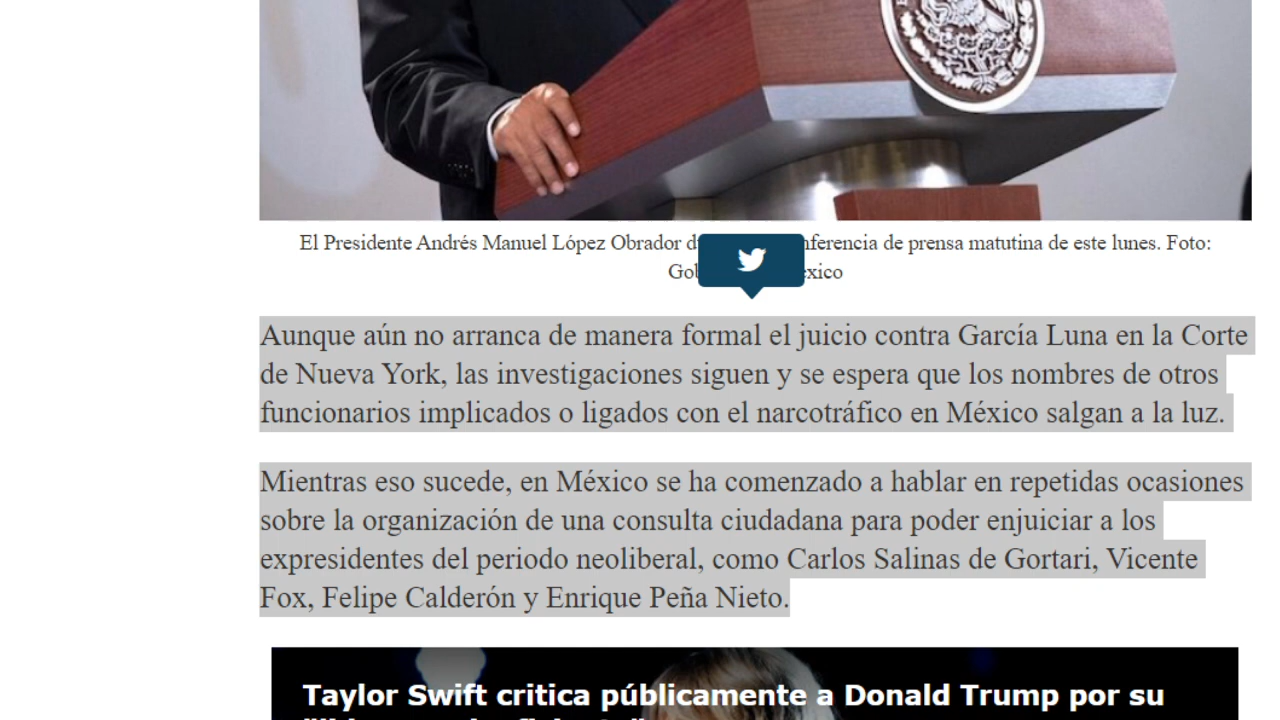 El Presidente Andrés Manuel López Obrador de prensa matutina de este lunes. Foto:
Aunque aún no arranca de manera formal el juicio contra García Luna en la Corte
de Nueva York, las investigaciones siguen y se espera que los nombres de otros
funcionarios implicados o ligados con el narcotráfico en México salgan a la luz.
Mientras eso sucede, en México se ha comenzado a hablar en repetidas ocasiones
sobre la organización de una consulta ciudadana para poder enjuiciar a los
expresidentes del periodo neoliberal, como Carlos Salinas de Gortari, Vicente
Fox, Felipe Calderón y Enrique Peña Nieto.
Taylor Swift critica públicamente a Donald Trump por su